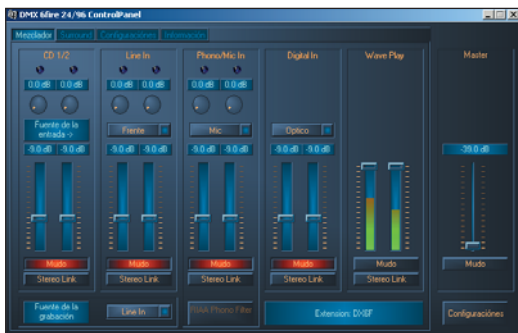 DMX 6fire 24/96 ControlPanel
Mezclador Surround Configuraciónes Información
CD 1/2 Line In Phono/Mic In Digital In Wave Play Master
0.0 dB 0.0 dB 0.0 dB 0.0 dB 0.0 dB 0.0 dB
Fuente de la
entrada -> Frente Mic Optico
-9.0 dB -9.0 dB -9.0 dB -9.0 dB -9.0 dB -9.0 dB -9.0 dB -9.0 dB -39.0 dB
Mudo Mudo Mudo Mudo Mudo Mudo
Stereo Link Stereo Link Stereo Link Stereo Link Stereo Link
Fuente de la
grabación Line In RIAA Phono Filter Extension: DX6F Configuraciónes